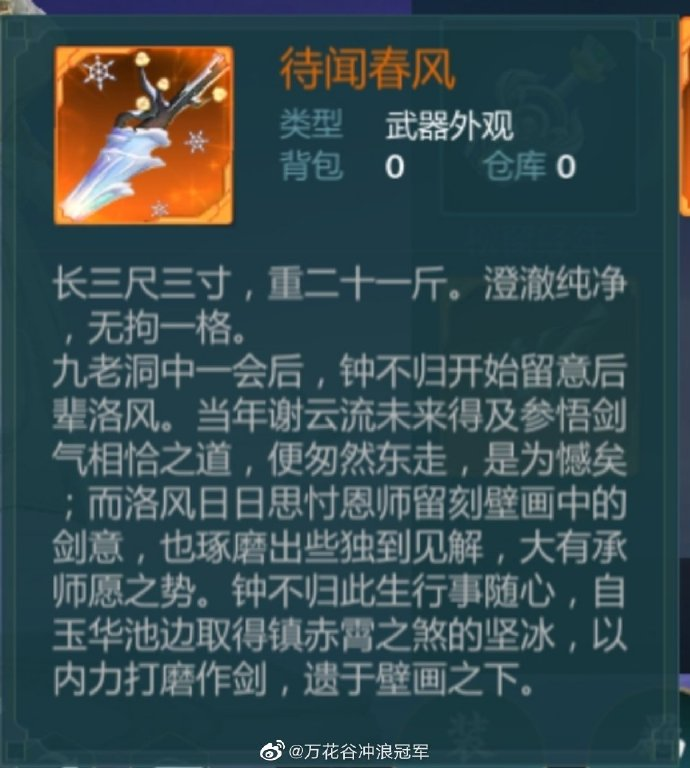 待闻春风
类型 武器外观
背包 0 仓库 0
长三尺三寸，重二十一斤。澄澈纯净
，无拘一格。
九老洞中一会后，钟不归开始留意后
辈洛风。当年谢云流未来得及参悟剑
气相恰之道，便匆然东走，是为憾矣
；而洛风日日思忖恩师留刻壁画中的
剑意，也琢磨出些独到见解，大有承
师愿之势。钟不归此生行事随心，自
玉华池边取得镇赤霄之煞的坚冰，以
内力打磨作剑，遗于壁画之下。
装
@万花谷冲浪冠军